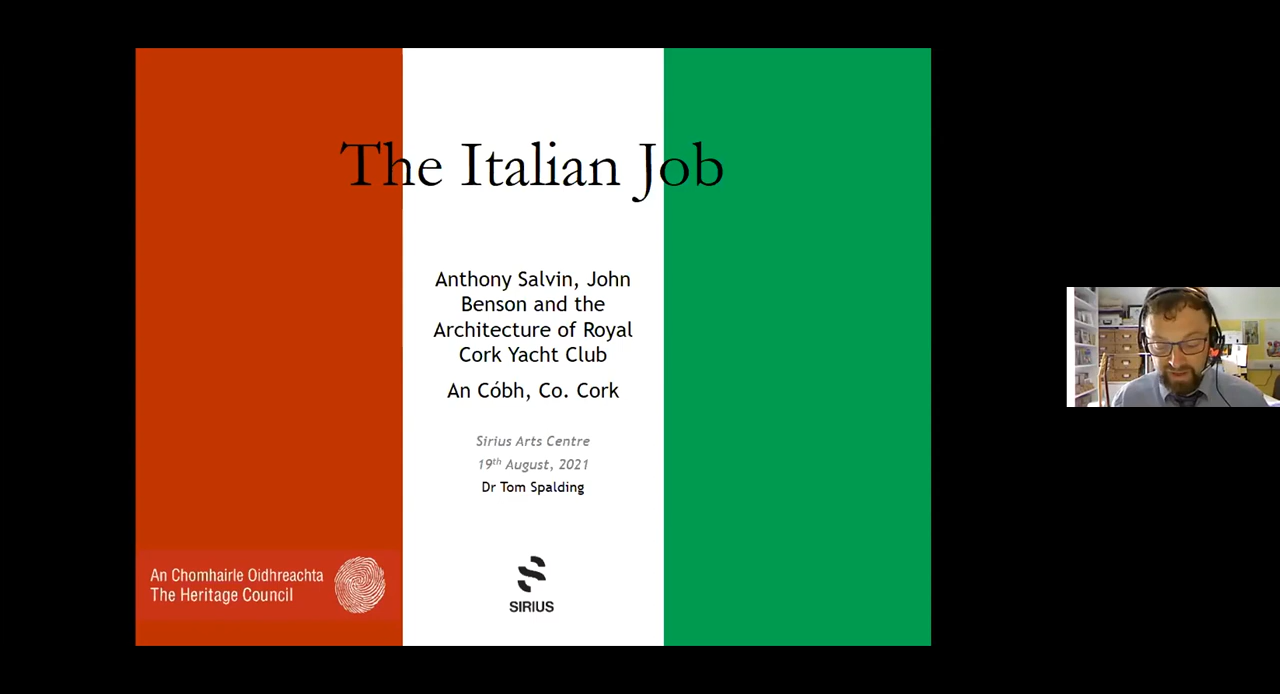 The Italian Job
Anthony Salvin, John
Benson and the
Architecture of Royal
Cork Yacht Club
An Cóbh, Co. Cork
Sirius Arts Centre
19th August, 2021
Dr Tom Spalding
An Chomhairle Oidhreachta
The Heritage Council
SIRIUS